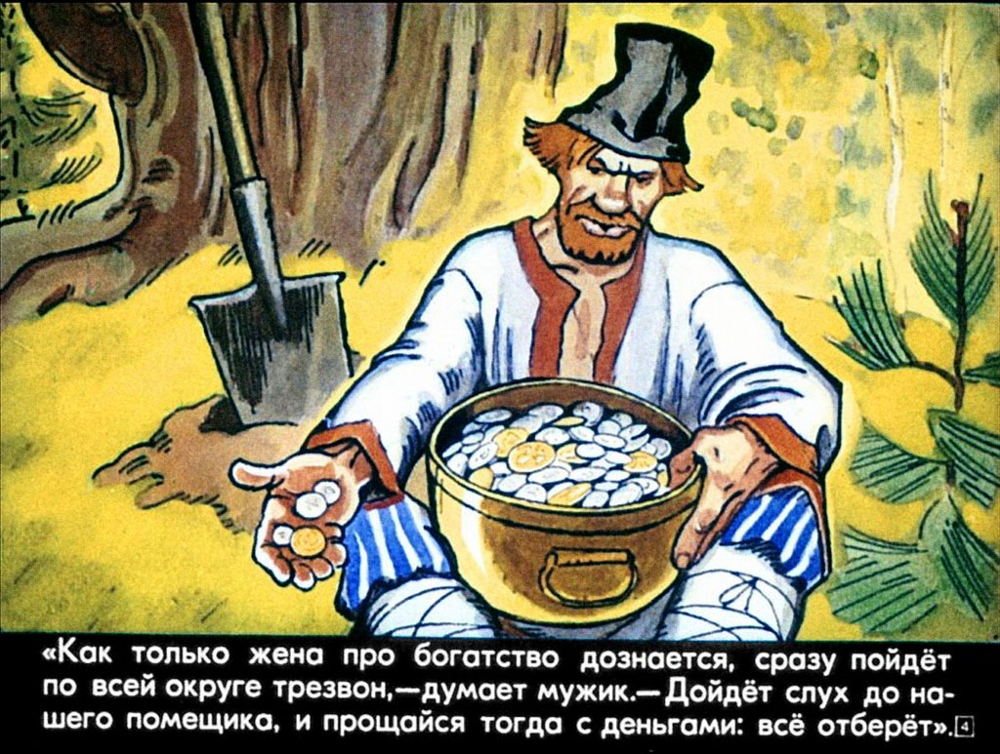 «Как только жена про богатство дознается, сразу пойдёт
по всей округе трезвон,—думает мужик.—Дойдёт слух до на-
шего помещика, и прощайся тогда с деньгами: всё отберёт».
4